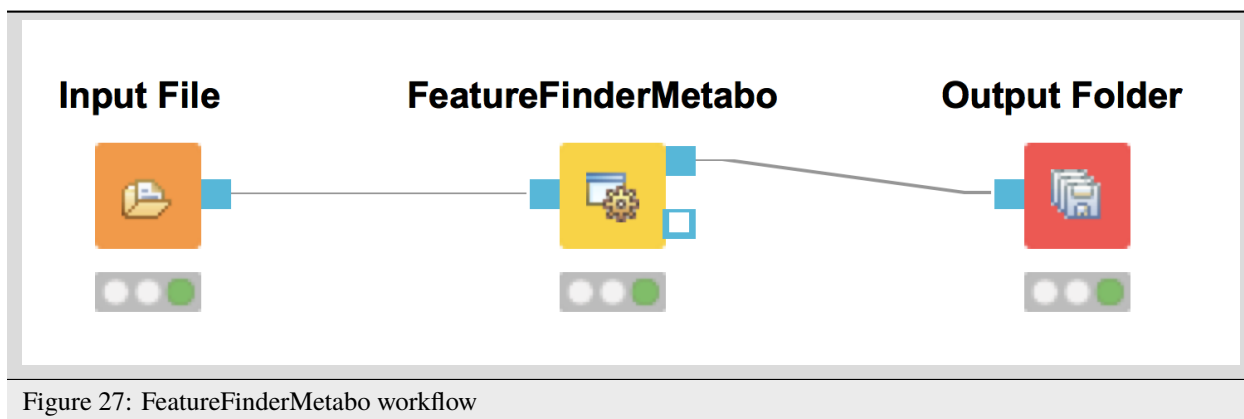 Input File
FeatureFinderMetabo
Output Folder
Figure 27: FeatureFinderMetabo workflow